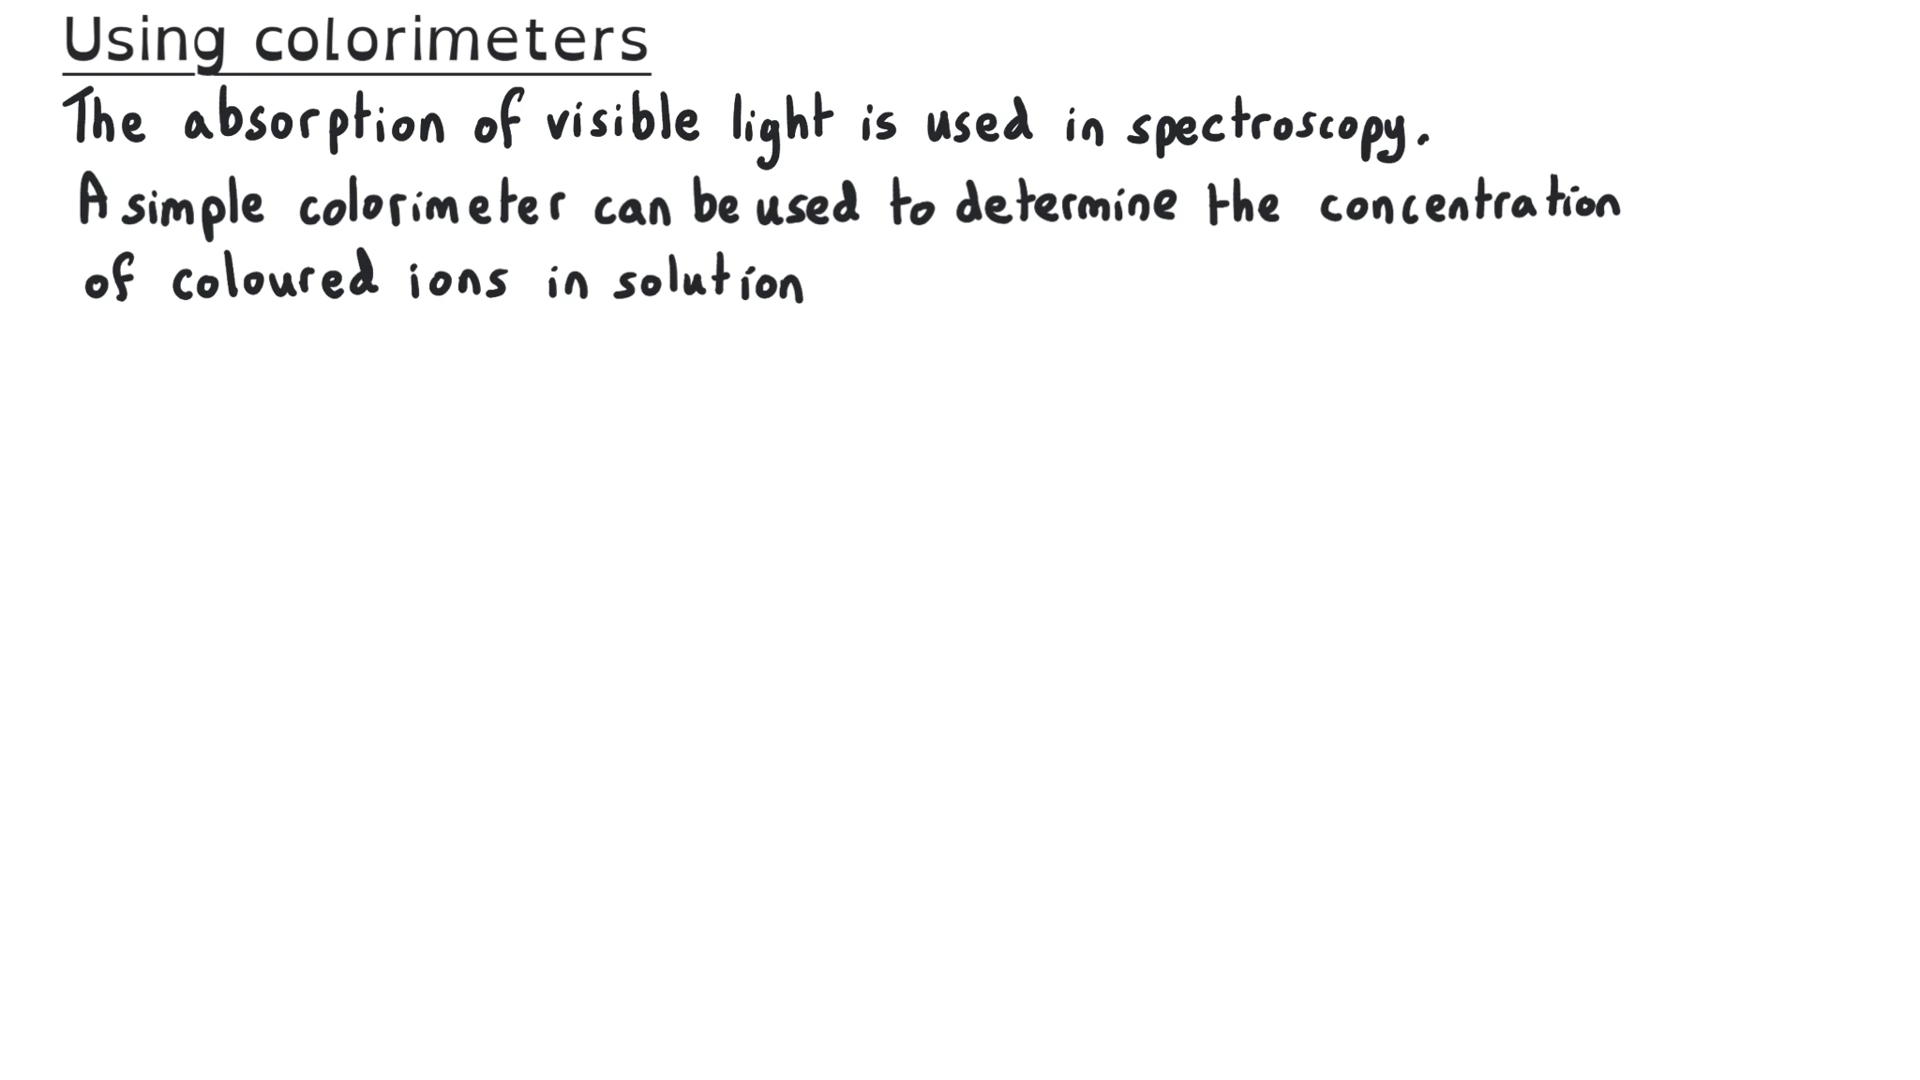 Using colorimeters
The absorption of visible light is used in spectroscopy.
A simple colorimeter can be used to determine the concentration
of coloured ions in solution